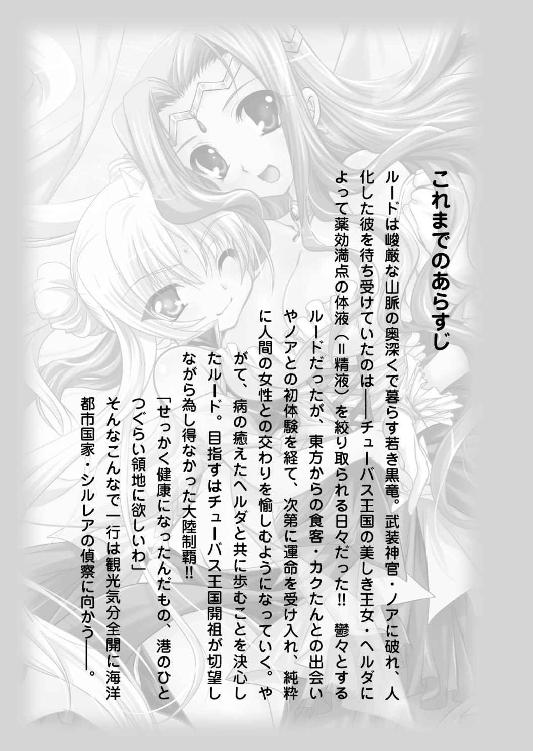 これまでのあらすじ
ルードは峻厳な山脈の奥深くで暮らす若き黒竜。武装神官・ノアに破れ、人
化した彼を待ち受けていたのは――チューバス王国の美しき王女・ヘルダに
よって薬効満点の体液（＝精液）を絞り取られる日々だった!!　鬱々とする
ルードだったが、東方からの食客・カクたんとの出会い
やノアとの初体験を経て、次第に運命を受け入れ、純粋
に人間の女性との交わりを愉しむようになっていく。や
がて、病の癒えたヘルダと共に歩むことを決心し
たルード。目指すはチューバス王国開祖が切望し
ながら為し得なかった大陸制覇!!
「せっかく健康になったんだもの、港のひと
つぐらい領地に欲しいわ」
そんなこんなで一行は観光気分全開に海洋
都市国家・シルレアの偵察に向かう――。